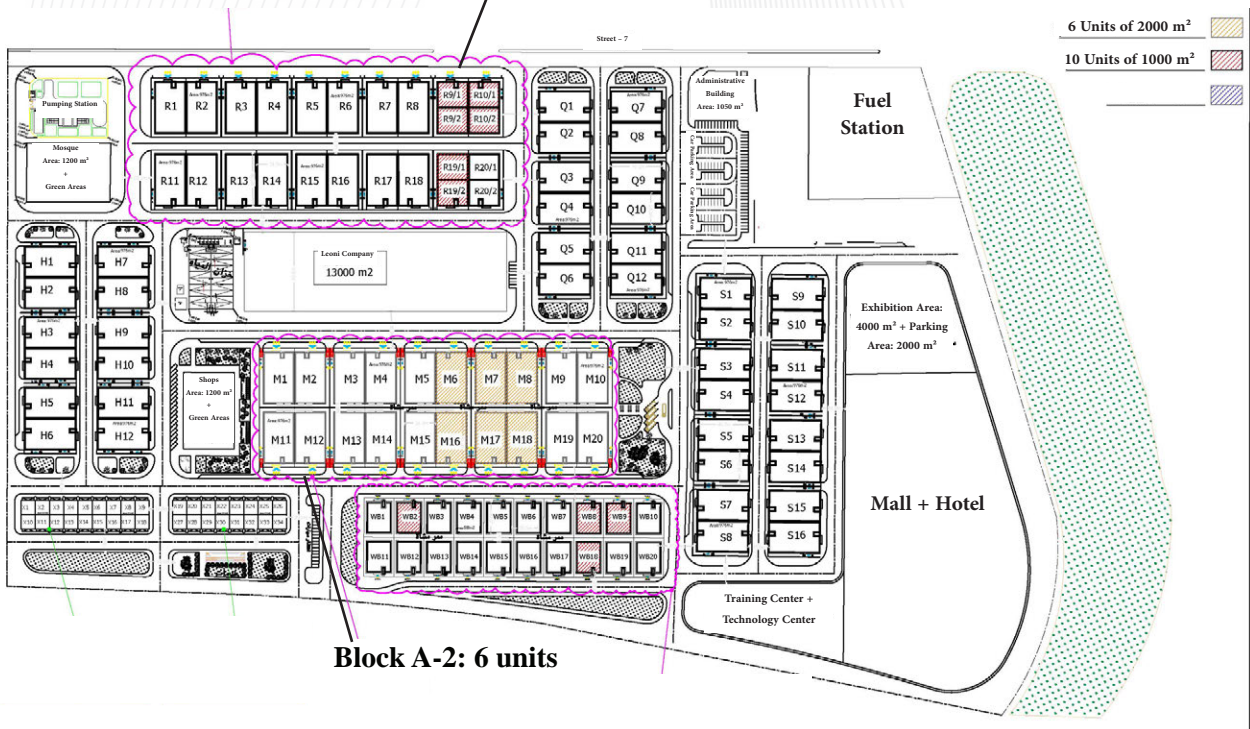 6 Units of 2000 m²
10 Units of 1000 m²
Street – 7
Pumping Station
Mosque
Area: 1200 m²
+
Green Areas
R1 R2 R3 R4 R5 R6 R7 R8 R9/1 R10/1
R9/2 R10/2
R11 R12 R13 R14 R15 R16 R17 R18 R19/1 R20/1
R19/2 R20/2
Q1
Q2
Q3
Q4
Q5
Q6
Q7
Q8
Q9
Q10
Q11
Q12
Administrative
Building
Area: 1050 m²
Car Parking Area
Car Parking Area
Fuel
Station
H1
H2
H3
H4
H5
H6
H7
H8
H9
H10
H11
H12
Leoni Company
13000 m2
Shops
Area: 1200 m²
+
Green Areas
M1 M2 M3 M4 M5 M6 M7 M8 M9 M10
M11 M12 M13 M14 M15 M16 M17 M18 M19 M20
S1
S2
S3
S4
S5
S6
S7
S8
S9
S10
S11
S12
S13
S14
S15
S16
Exhibition Area:
4000 m² + Parking
Area: 2000 m²
Mall + Hotel
WB1 WB2 WB3 WB4 WB5 WB6 WB7 WB8 WB9 WB10
WB11 WB12 WB13 WB14 WB15 WB16 WB17 WB18 WB19 WB20
Training Center +
Technology Center
Block A-2: 6 units